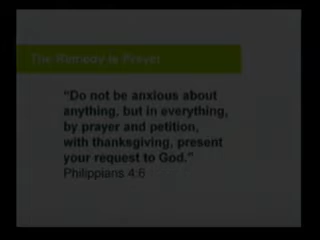 The Remedy is Prayer
“Do not be anxious about
anything, but in everything,
by prayer and petition,
with thanksgiving, present
your request to God.”
Philippians 4:6